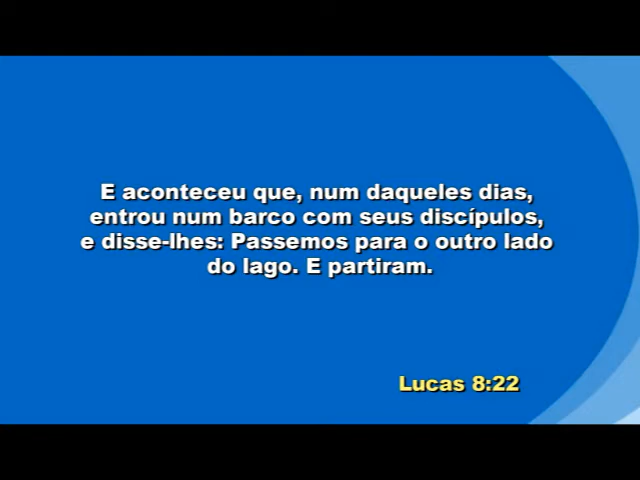 E aconteceu que, num daqueles dias,
entrou num barco com seus discípulos,
e disse-lhes: Passemos para o outro lado
do lago. E partiram.
Lucas 8:22